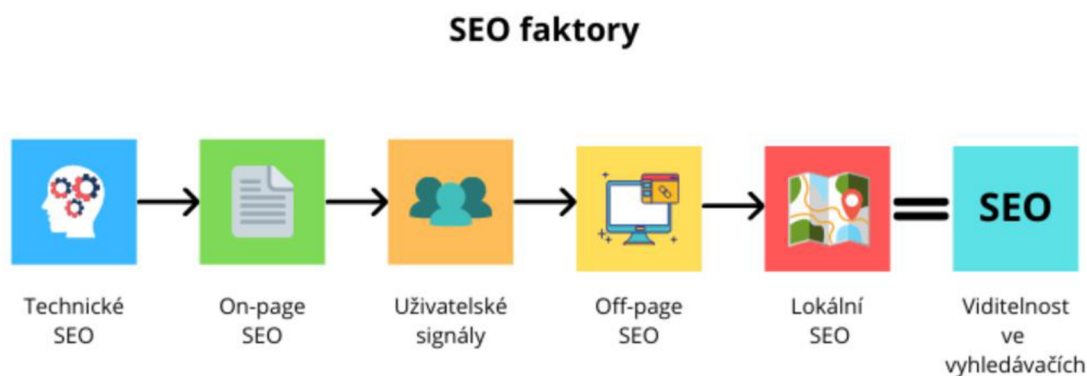 SEO faktory
SEO
Technické
SEO
On-page
SEO
Uživatelské
signály
Off-page
SEO
Lokální
SEO
Viditelnost
ve
vyhledávačích